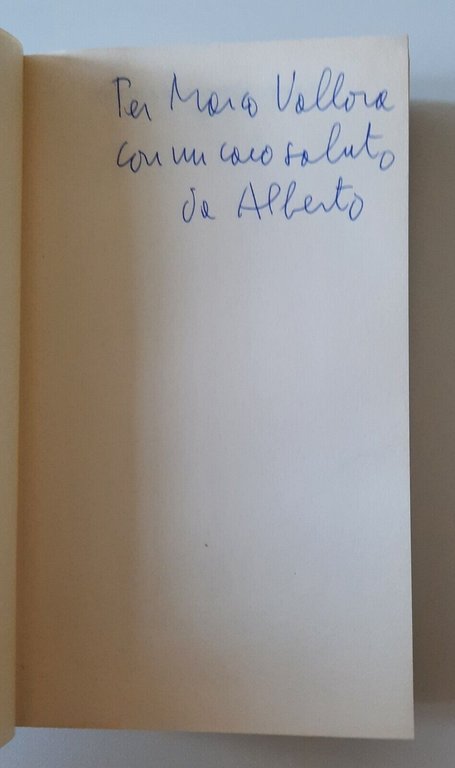 Per Marco Vallora
con un caro saluto
da Alberto